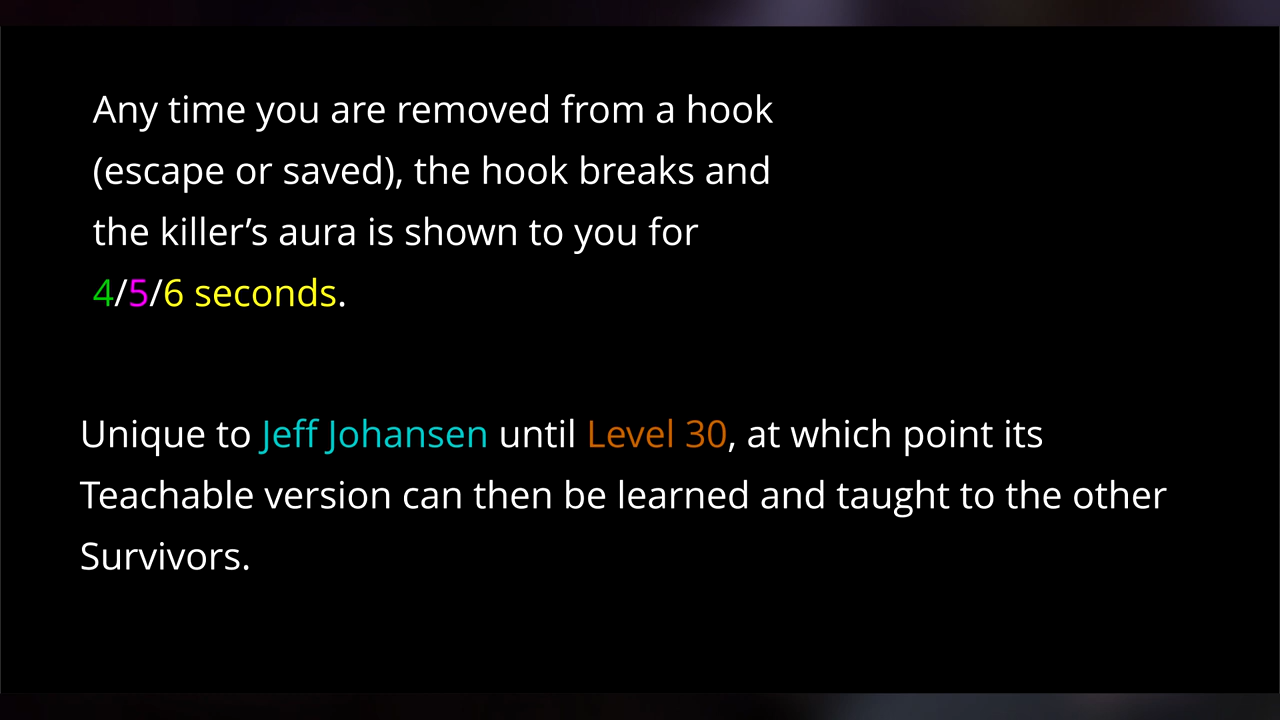 Any time you are removed from a hook
(escape or saved), the hook breaks and
the killer’s aura is shown to you for
4/5/6 seconds.
Unique to Jeff Johansen until Level 30, at which point its
Teachable version can then be learned and taught to the other
Survivors.